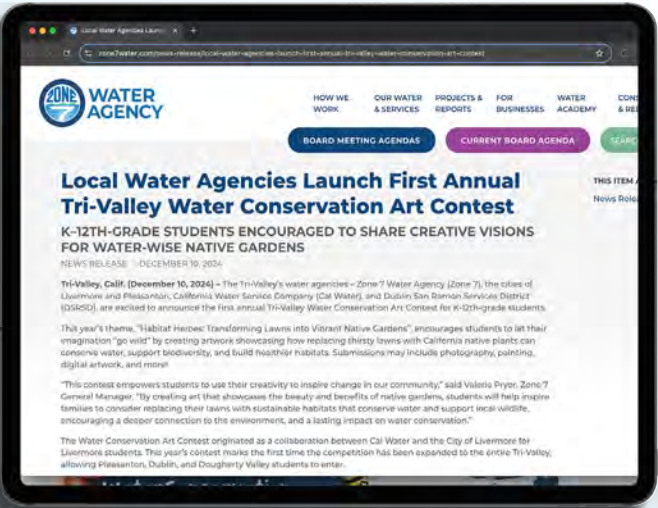 Local Water Agencies Launch
zone7water.com/news-release/local-water-agencies-launch-first-annual-tri-valley-water-conservation-art-contest
ZONE 7
WATER
AGENCY
HOW WE
WORK
OUR WATER
& SERVICES
PROJECTS &
REPORTS
FOR
BUSINESSES
WATER
ACADEMY
CONS
& RE
BOARD MEETING AGENDAS
CURRENT BOARD AGENDA
SEARC
Local Water Agencies Launch First Annual
Tri-Valley Water Conservation Art Contest
THIS ITEM A
News Relea
K–12TH-GRADE STUDENTS ENCOURAGED TO SHARE CREATIVE VISIONS
FOR WATER-WISE NATIVE GARDENS
NEWS RELEASE DECEMBER 10, 2024
Tri-Valley, Calif. (December 10, 2024) – The Tri-Valley's water agencies – Zone 7 Water Agency (Zone 7), the cities of
Livermore and Pleasanton, California Water Service Company (Cal Water), and Dublin San Ramon Services District
(DSRSD), are excited to announce the first annual Tri-Valley Water Conservation Art Contest for K-12th-grade students.
This year's theme, "Habitat Heroes: Transforming Lawns into Vibrant Native Gardens", encourages students to let their
imagination "go wild" by creating artwork showcasing how replacing thirsty lawns with California native plants can
conserve water, support biodiversity, and build healthier habitats. Submissions may include photography, painting,
digital artwork, and more!
"This contest empowers students to use their creativity to inspire change in our community," said Valerie Pryor, Zone 7
General Manager. "By creating art that showcases the beauty and benefits of native gardens, students will help inspire
families to consider replacing their lawns with sustainable habitats that conserve water and support local wildlife,
encouraging a deeper connection to the environment, and a lasting impact on water conservation."
The Water Conservation Art Contest originated as a collaboration between Cal Water and the City of Livermore for
Livermore students. This year's contest marks the first time the competition has been expanded to the entire Tri-Valley,
allowing Pleasanton, Dublin, and Dougherty Valley students to enter.